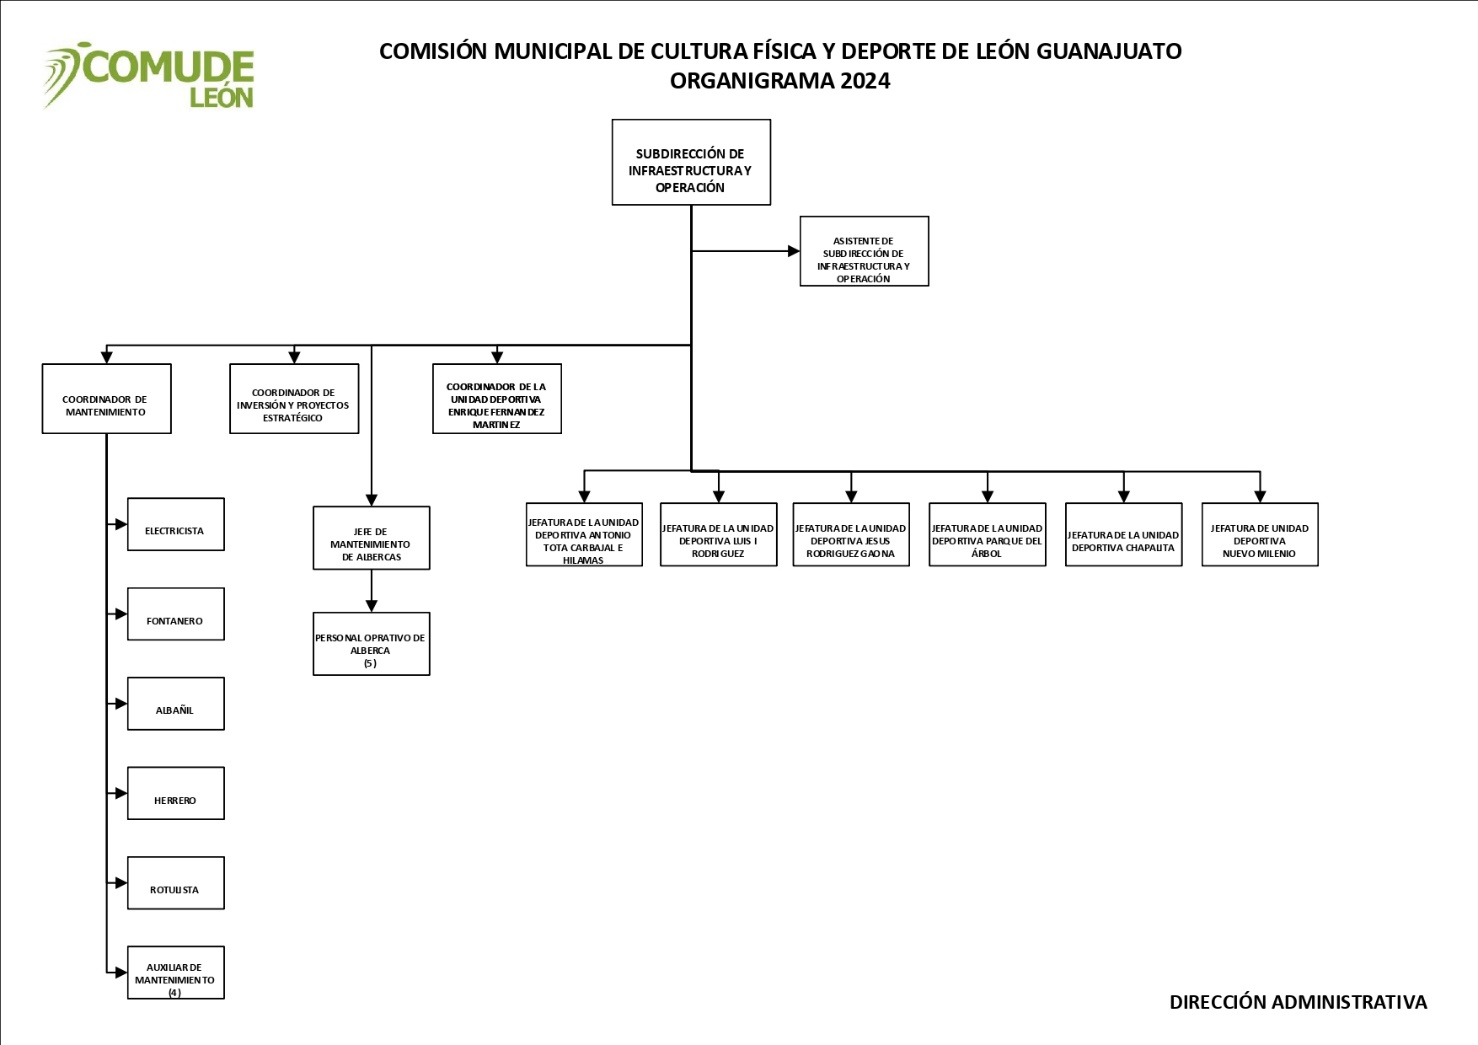 COMUDE
LEÓN
COMISIÓN MUNICIPAL DE CULTURA FÍSICA Y DEPORTE DE LEÓN GUANAJUATO
ORGANIGRAMA 2024
SUBDIRECCIÓN DE
INFRAESTRUCTURA Y
OPERACIÓN
ASISTENTE DE
SUBDIRECCIÓN DE
INFRAESTRUCTURA Y
OPERACIÓN
COORDINADOR DE
MANTENIMIENTO
COORDINADOR DE
INVERSIÓN Y PROYECTOS
ESTRATÉGICO
COORDINADOR DE LA
UNIDAD DEPORTIVA
ENRIQUE FERNANDEZ
MARTINEZ
ELECTRICISTA
FONTANERO
ALBAÑIL
HERRERO
ROTULISTA
AUXILIAR DE
MANTENIMIENTO
(4)
JEFE DE
MANTENIMIENTO
DE ALBERCAS
PERSONAL OPRATIVO DE
ALBERCA
(5)
JEFATURA DE LA UNIDAD
DEPORTIVA ANTONIO
TOTA CARBAJAL E
HILAMAS
JEFATURA DE LA UNIDAD
DEPORTIVA LUIS I
RODRIGUEZ
JEFATURA DE LA UNIDAD
DEPORTIVA JESUS
RODRIGUEZ GAONA
JEFATURA DE LA UNIDAD
DEPORTIVA PARQUE DEL
ÁRBOL
JEFATURA DE LA UNIDAD
DEPORTIVA CHAPALITA
JEFATURA DE UNIDAD
DEPORTIVA
NUEVO MILENIO
DIRECCIÓN ADMINISTRATIVA